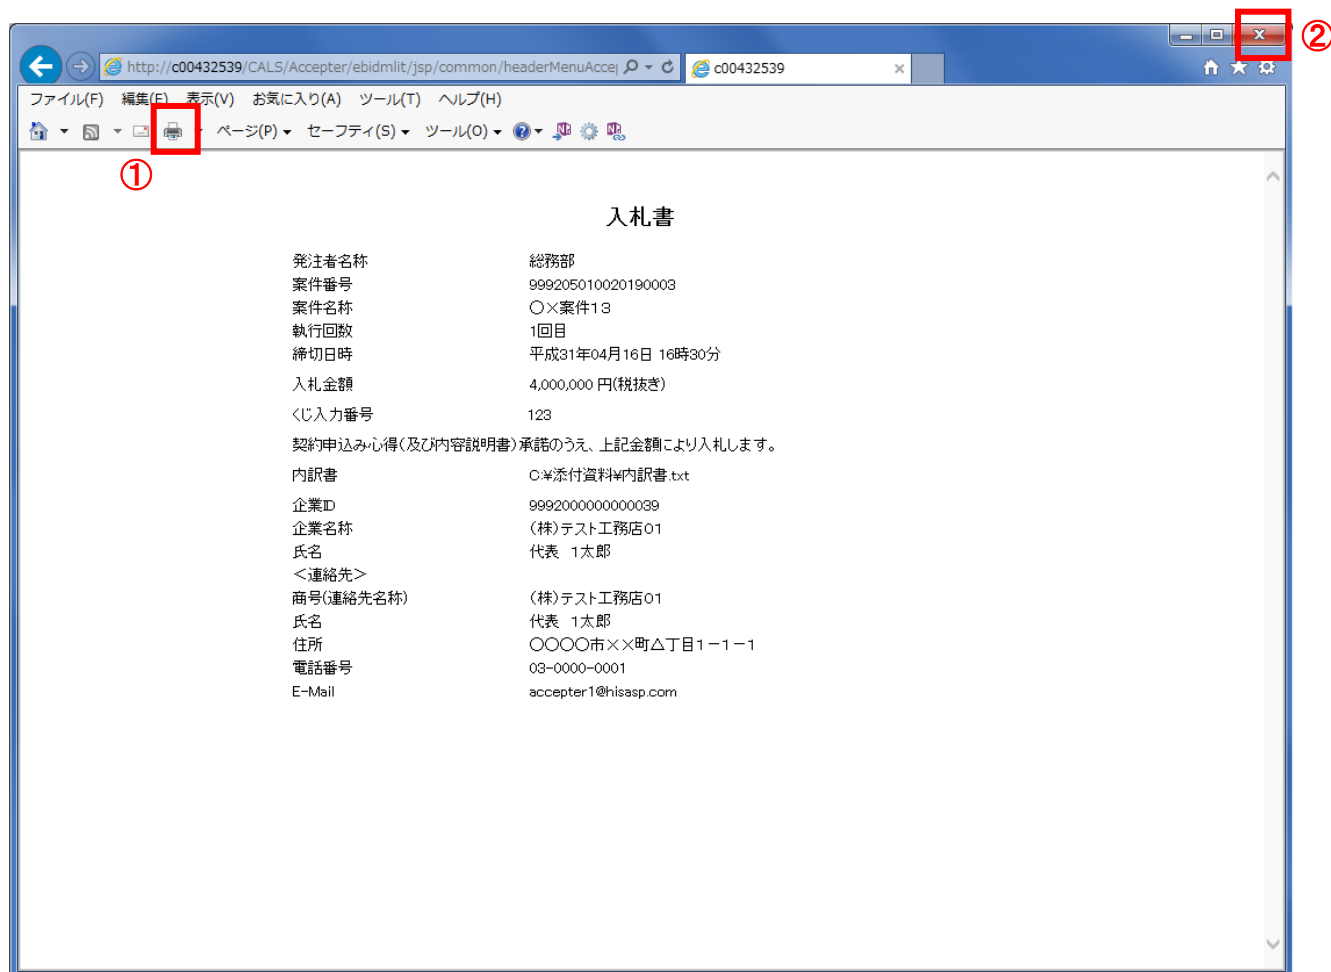 ②
http://c00432539/CALS/Accepter/ebidmlit/jsp/common/headerMenuAccep
c00432539
ファイル(F) 編集(E) 表示(V) お気に入り(A) ツール(T) ヘルプ(H)
ページ(P) セーフティ(S) ツール(O)
①
入札書
発注者名称 総務部
案件番号 999205010020190003
案件名称 ○×案件13
執行回数 1回目
締切日時 平成31年04月16日 16時30分
入札金額 4,000,000 円(税抜き)
くじ入力番号 123
契約申込み心得(及び内容説明書)承諾のうえ、上記金額により入札します。
内訳書 C:¥添付資料¥内訳書.txt
企業ID 9992000000000039
企業名称 (株)テスト工務店01
氏名 代表 1太郎
<連絡先>
商号(連絡先名称) (株)テスト工務店01
氏名 代表 1太郎
住所 ○○○○市××町△丁目1-1-1
電話番号 03-0000-0001
E-Mail accepter1@hisasp.com